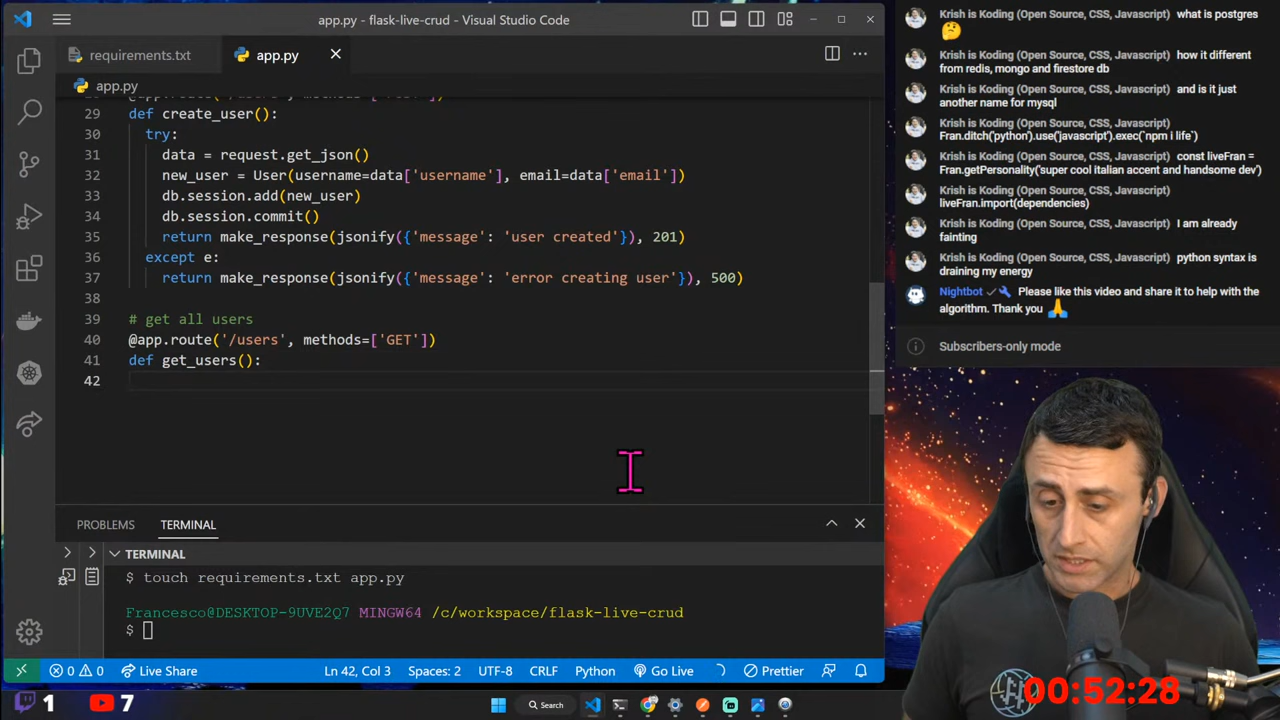 app.py - flask-live-crud - Visual Studio Code
requirements.txt
app.py
app.py
29 def create_user():
30 try:
31 data = request.get_json()
32 new_user = User(username=data['username'], email=data['email'])
33 db.session.add(new_user)
34 db.session.commit()
35 return make_response(jsonify({'message': 'user created'}), 201)
36 except e:
37 return make_response(jsonify({'message': 'error creating user'}), 500)
38
39 # get all users
40 @app.route('/users', methods=['GET'])
41 def get_users():
42
PROBLEMS TERMINAL
TERMINAL
$ touch requirements.txt app.py
Francesco@DESKTOP-9UVE2Q7 MINGW64 /c/workspace/flask-live-crud
$
0 0 Live Share Ln 42, Col 3 Spaces: 2 UTF-8 CRLF Python Go Live Prettier
1 7 Search
Krish is Koding (Open Source, CSS, Javascript) what is postgres
🤔
Krish is Koding (Open Source, CSS, Javascript) how it different
from redis, mongo and firestore db
Krish is Koding (Open Source, CSS, Javascript) and is it just
another name for mysql
Krish is Koding (Open Source, CSS, Javascript)
Fran.ditch('python').use('javascript').exec(`npm i life`)
Krish is Koding (Open Source, CSS, Javascript) const liveFran =
Fran.getPersonality('super cool italian accent and handsome dev')
Krish is Koding (Open Source, CSS, Javascript)
liveFran.import(dependencies)
Krish is Koding (Open Source, CSS, Javascript) I am already
fainting
Krish is Koding (Open Source, CSS, Javascript) python syntax is
draining my energy
Nightbot Please like this video and share it to help with the
algorithm. Thank you 🙏
Subscribers-only mode
00:52:28